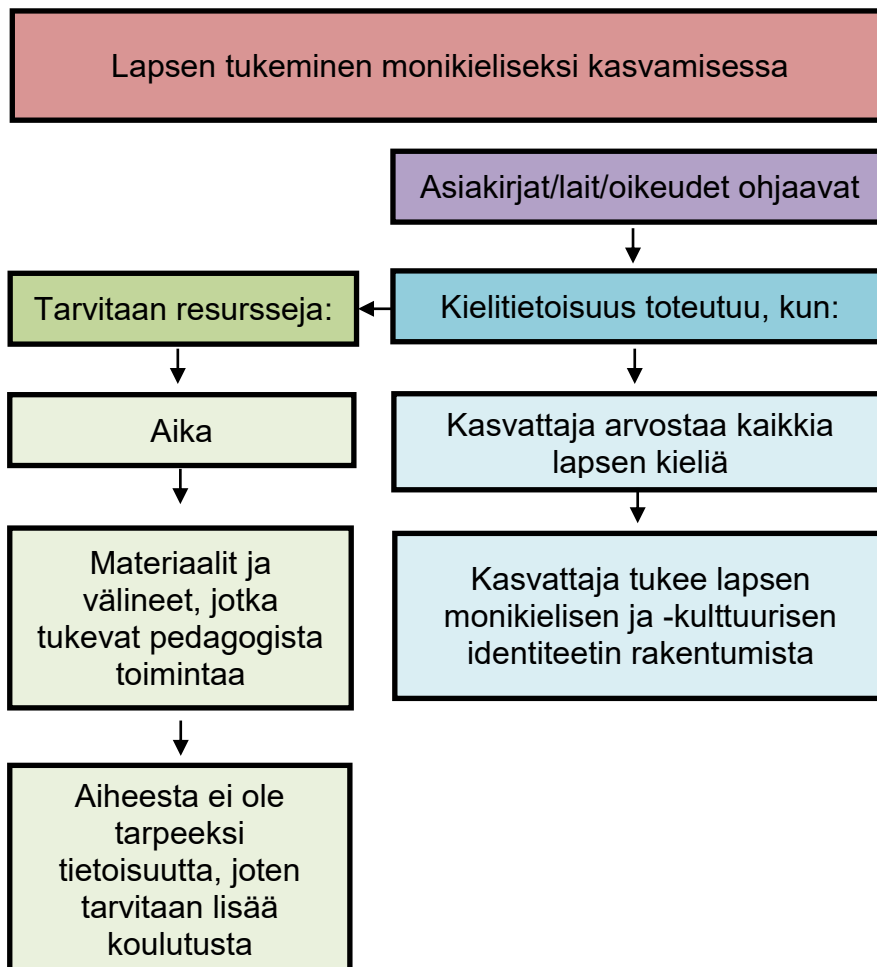 Lapsen tukeminen monikieliseksi kasvamisessa
Asiakirjat/lait/oikeudet ohjaavat
Tarvitaan resursseja:
Kielitietoisuus toteutuu, kun:
Aika
Kasvattaja arvostaa kaikkia
lapsen kieliä
Materiaalit ja
välineet, jotka
tukevat pedagogista
toimintaa
Kasvattaja tukee lapsen
monikielisen ja -kulttuurisen
identiteetin rakentumista
Aiheesta ei ole
tarpeeksi
tietoisuutta, joten
tarvitaan lisää
koulutusta